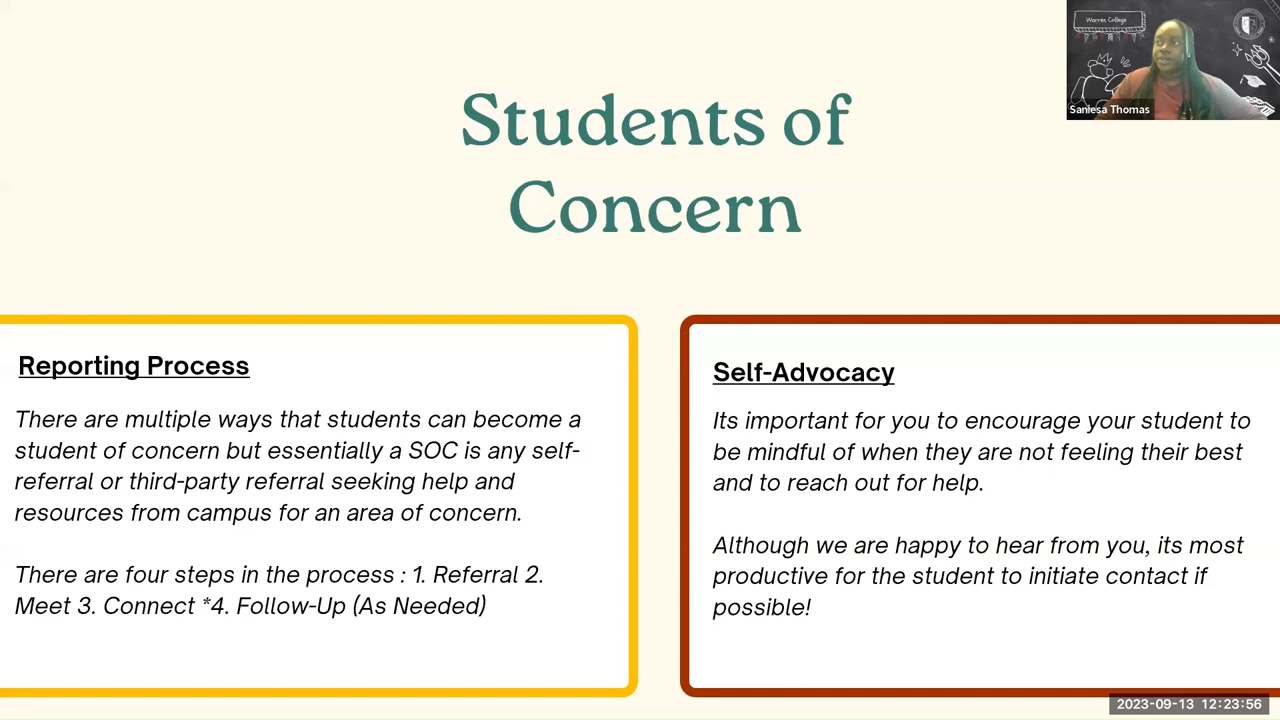 Warren College
Saniesa Thomas
Students of
Concern
Reporting Process
There are multiple ways that students can become a
student of concern but essentially a SOC is any self-
referral or third-party referral seeking help and
resources from campus for an area of concern.
There are four steps in the process : 1. Referral 2.
Meet 3. Connect *4. Follow-Up (As Needed)
Self-Advocacy
Its important for you to encourage your student to
be mindful of when they are not feeling their best
and to reach out for help.
Although we are happy to hear from you, its most
productive for the student to initiate contact if
possible!
2023-09-13 12:23:56